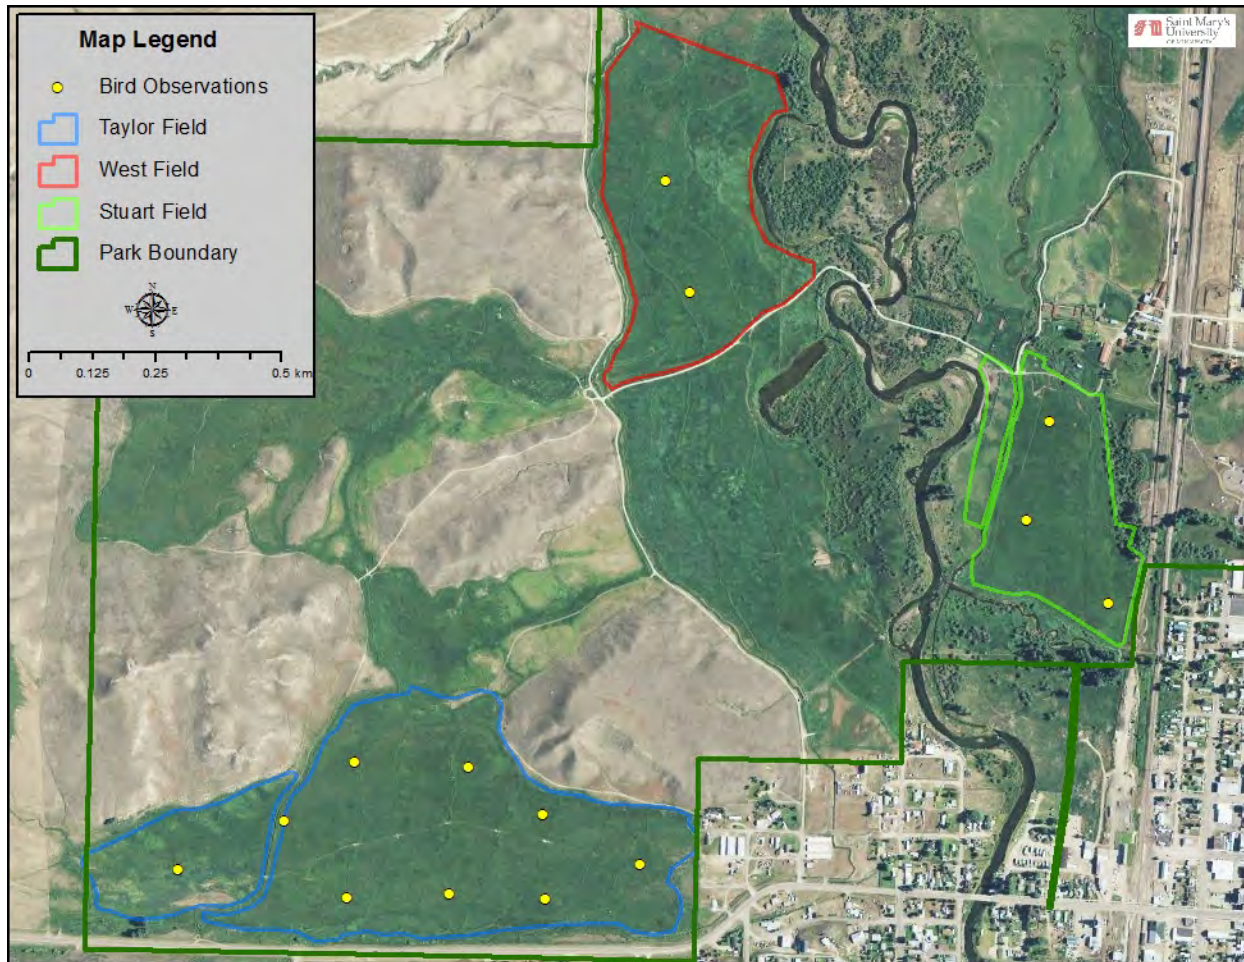 Map Legend
Bird Observations
Taylor Field
West Field
Stuart Field
Park Boundary
N
W E
S
0 0.125 0.25 0.5 km
Saint Mary's
University